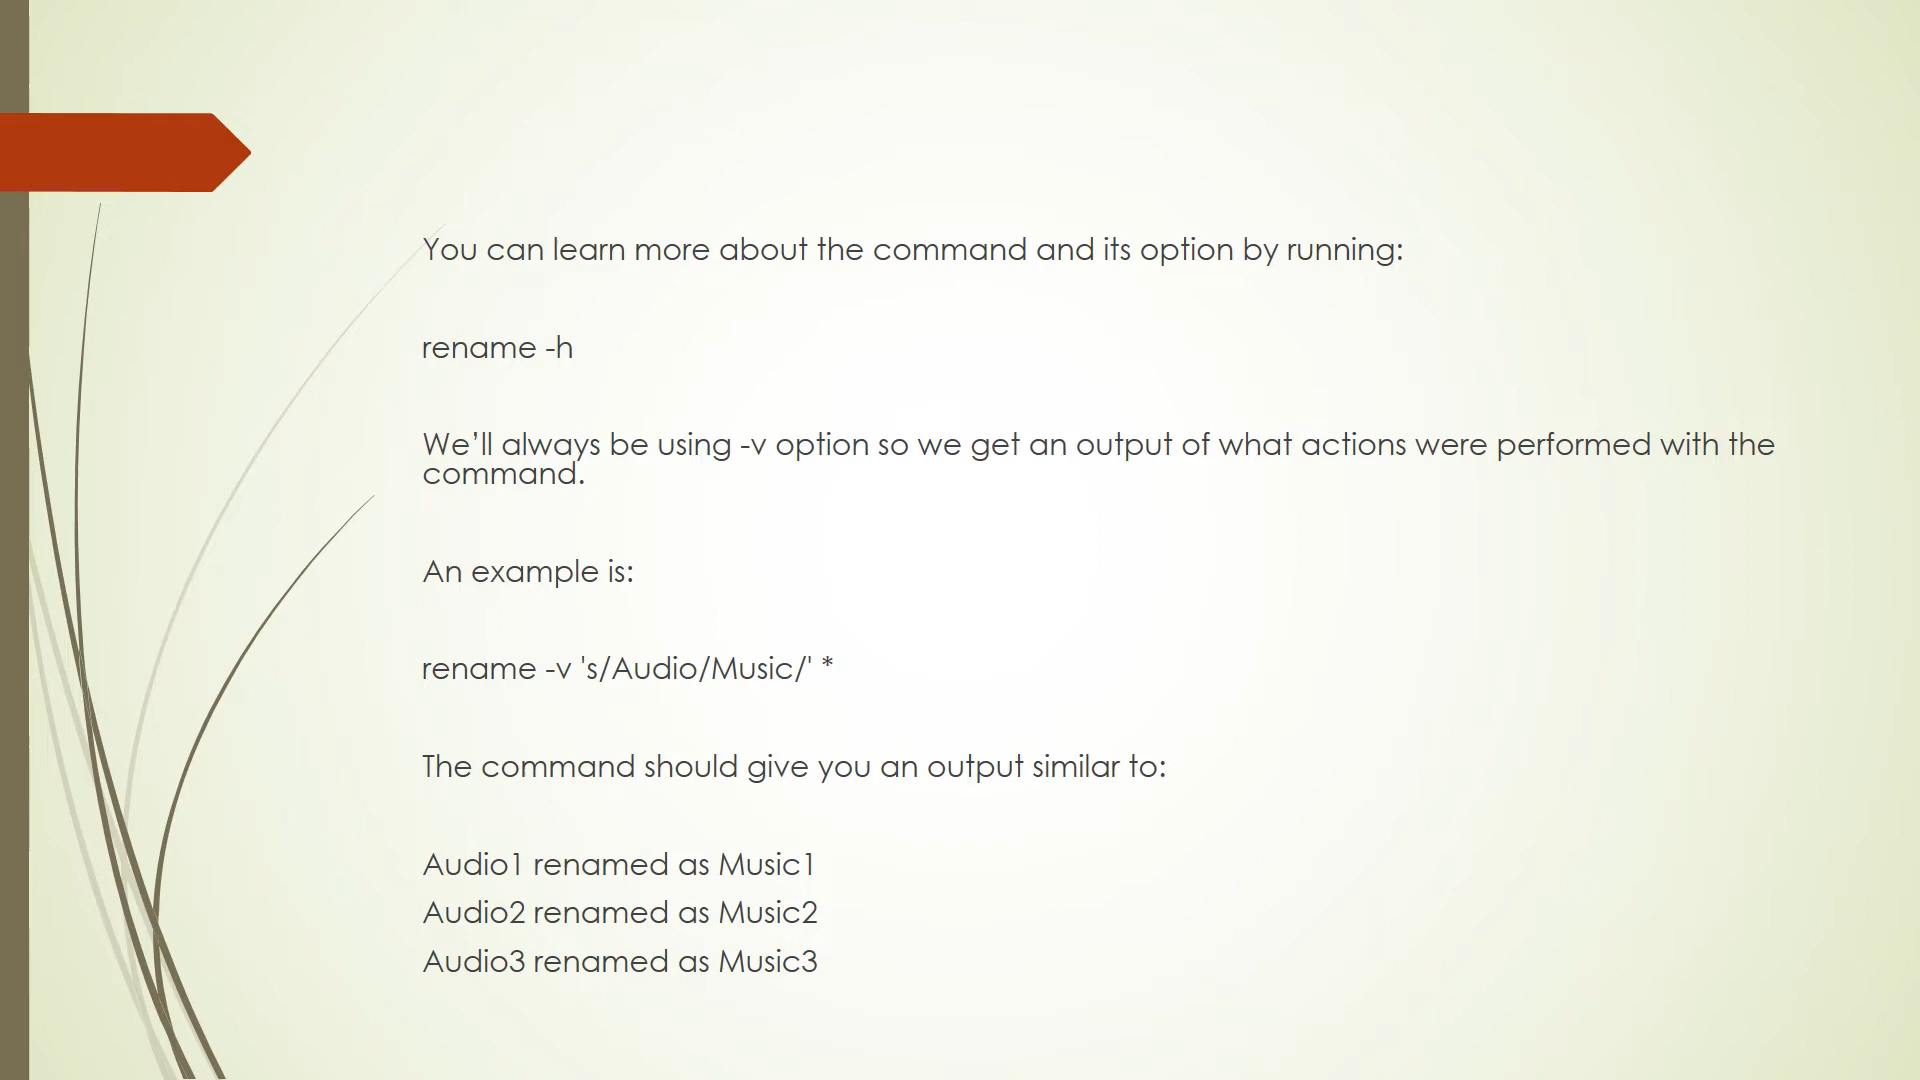 You can learn more about the command and its option by running:
rename -h
We’ll always be using -v option so we get an output of what actions were performed with the
command.
An example is:
rename -v 's/Audio/Music/' *
The command should give you an output similar to:
Audio1 renamed as Music1
Audio2 renamed as Music2
Audio3 renamed as Music3